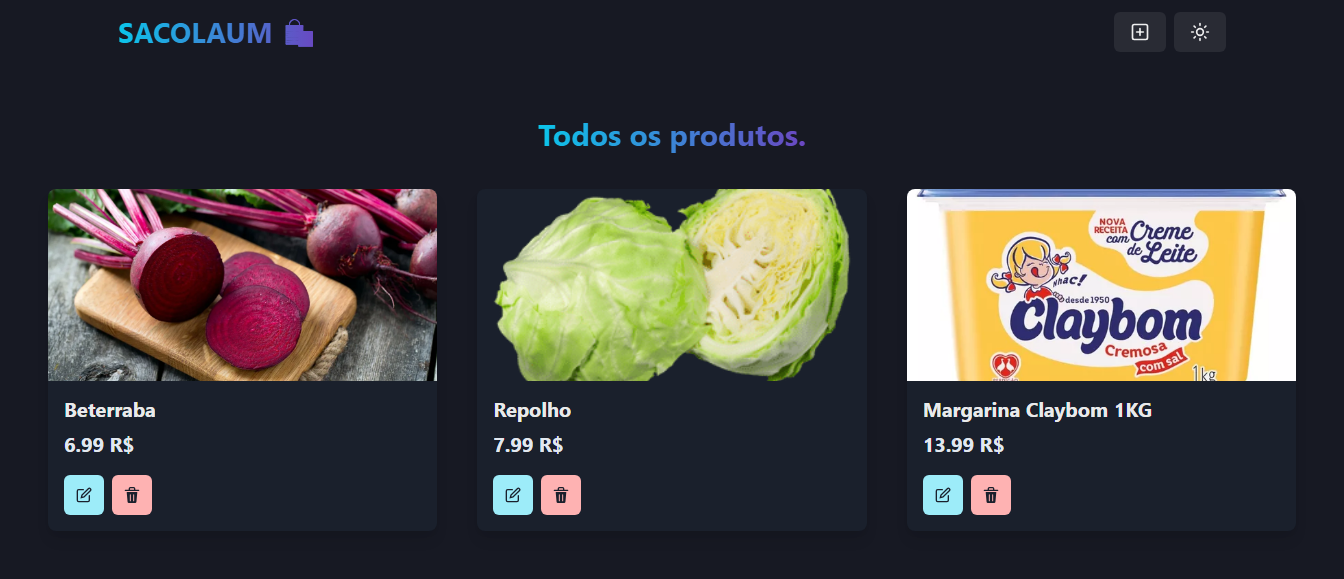 SACOLAUM
Todos os produtos.
NOVA
RECEITA
com Creme
de Leite
Nhac!
desde 1950
Claybom
Cremosa
com sal
1kg
Beterraba
6.99 R$
Repolho
7.99 R$
Margarina Claybom 1KG
13.99 R$